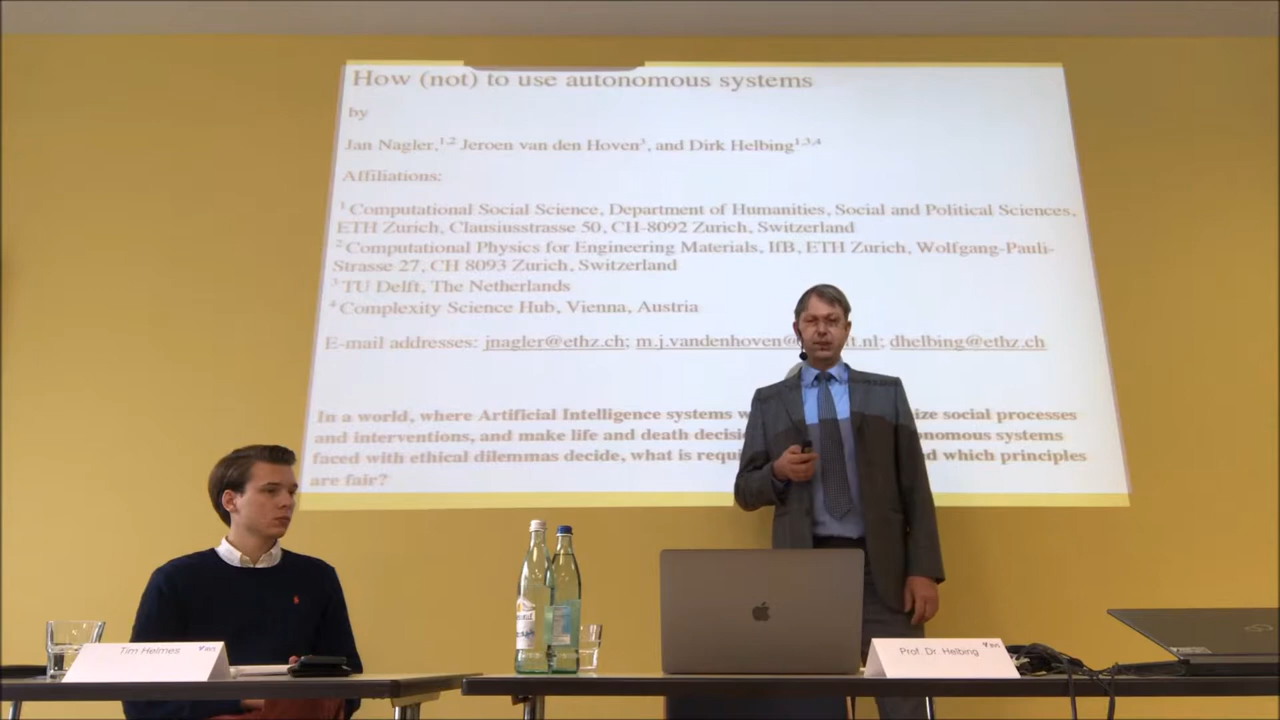 How (not) to use autonomous systems
by
Jan Nagler,1,2 Jeroen van den Hoven3, and Dirk Helbing1,3,4
Affiliations:
1 Computational Social Science, Department of Humanities, Social and Political Sciences,
ETH Zurich, Clausiusstrasse 50, CH-8092 Zurich, Switzerland
2 Computational Physics for Engineering Materials, IfB, ETH Zurich, Wolfgang-Pauli-
Strasse 27, CH 8093 Zurich, Switzerland
3 TU Delft, The Netherlands
4 Complexity Science Hub, Vienna, Austria
E-mail addresses: jnagler@ethz.ch; m.j.vandenhoven@ t.nl; dhelbing@ethz.ch
In a world, where Artificial Intelligence systems ize social processes
and interventions, and make life and death systems
faced with ethical dilemmas decide, what is and which principles
are fair?
Tim Helmes
Prof. Dr. Helbing